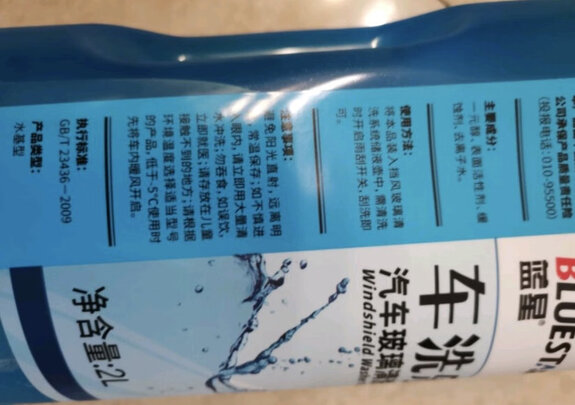 公司承保产品质量责任险
(投报电话:010-95500)
主要成分:
一元醇、表面活性剂、缓
蚀剂、去离子水。
使用方法:
将本品装入挡风玻璃清
洗系统储液壶中,需清洗
时开启雨刮开关,刮洗即
可。
注意事项:
避免阳光直射,远离明
火,常温保存;如不慎进
入眼内,请立即用大量清
水冲洗;勿吞食,如误饮,
立即就医;请存放在儿童
接触不到的地方;请根据
环境温度选择适当型号
的产品,低于-5℃使用时
先将车内暖风开启。
执行标准:
GB/T 23436-2009
产品类型:
水基型
蓝星®
车洗
汽车玻璃
Windshield
净含量:2L